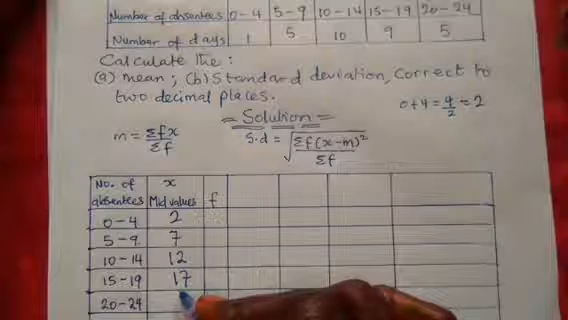 Number of absentees 0-4 5-9 10-14 15-19 20-24
Number of days 1 5 10 9 5
Calculate the:
(a) mean; (b) Standard deviation, correct to
two decimal places.
0+4=4/2=2
= Solution =
m = Σfx/Σf
S.d = √Σf(x-m)²/Σf
No. of absentees x Mid values f
0-4 2
5-9 7
10-14 12
15-19 17
20-24